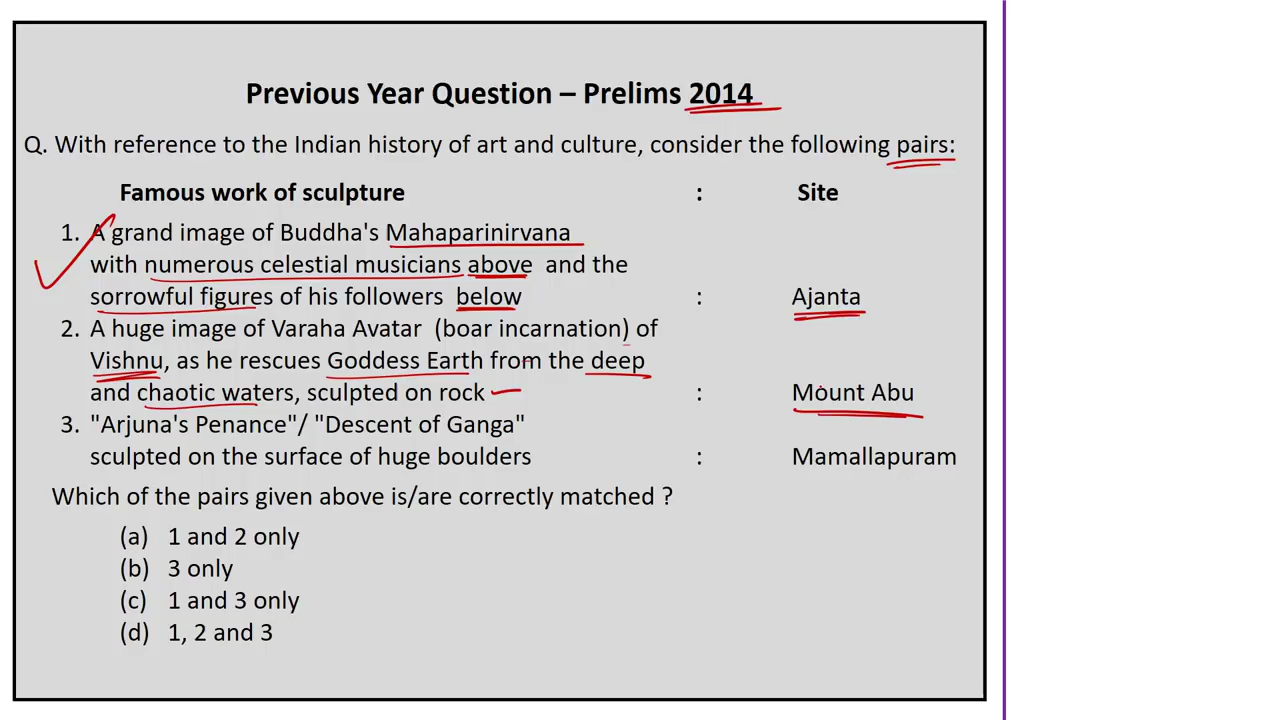 Previous Year Question – Prelims 2014
Q. With reference to the Indian history of art and culture, consider the following pairs:
Famous work of sculpture : Site
1. A grand image of Buddha's Mahaparinirvana
with numerous celestial musicians above and the
sorrowful figures of his followers below : Ajanta
2. A huge image of Varaha Avatar (boar incarnation) of
Vishnu, as he rescues Goddess Earth from the deep
and chaotic waters, sculpted on rock : Mount Abu
3. "Arjuna's Penance"/ "Descent of Ganga"
sculpted on the surface of huge boulders : Mamallapuram
Which of the pairs given above is/are correctly matched ?
(a) 1 and 2 only
(b) 3 only
(c) 1 and 3 only
(d) 1, 2 and 3